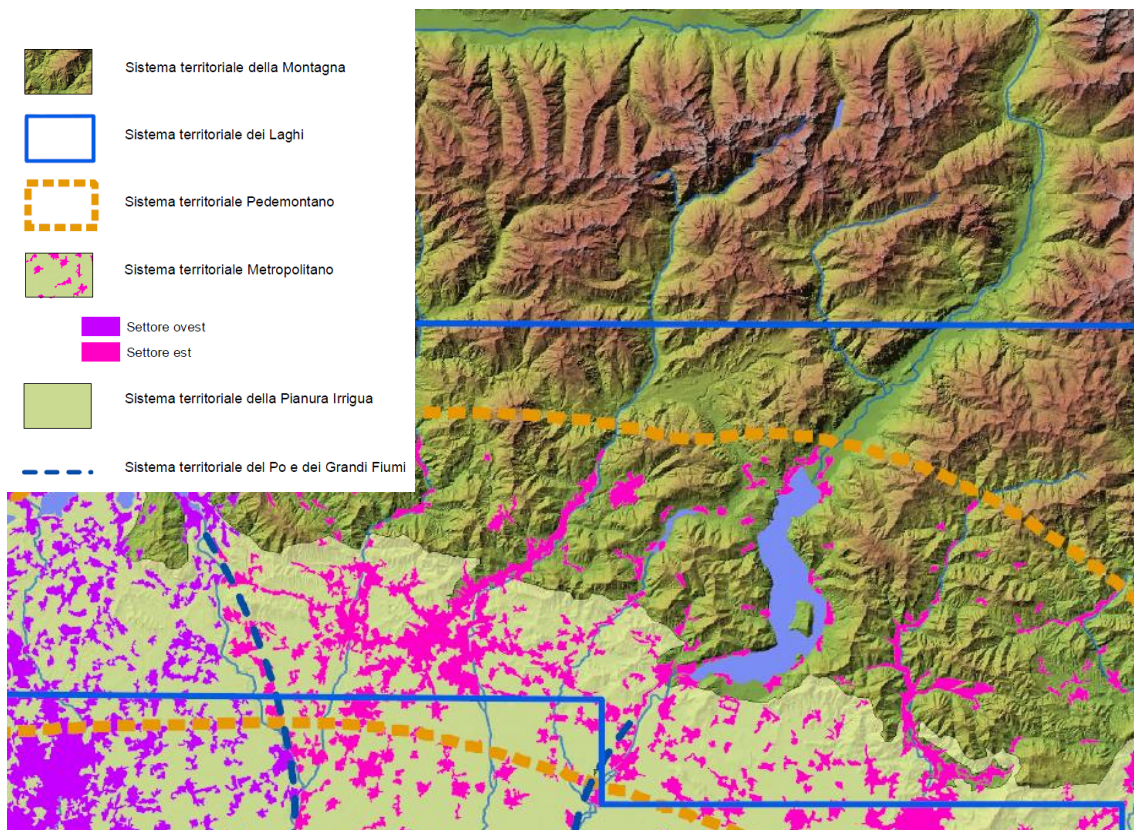 Sistema territoriale della Montagna
Sistema territoriale dei Laghi
Sistema territoriale Pedemontano
Sistema territoriale Metropolitano
Settore ovest
Settore est
Sistema territoriale della Pianura Irrigua
Sistema territoriale del Po e dei Grandi Fiumi